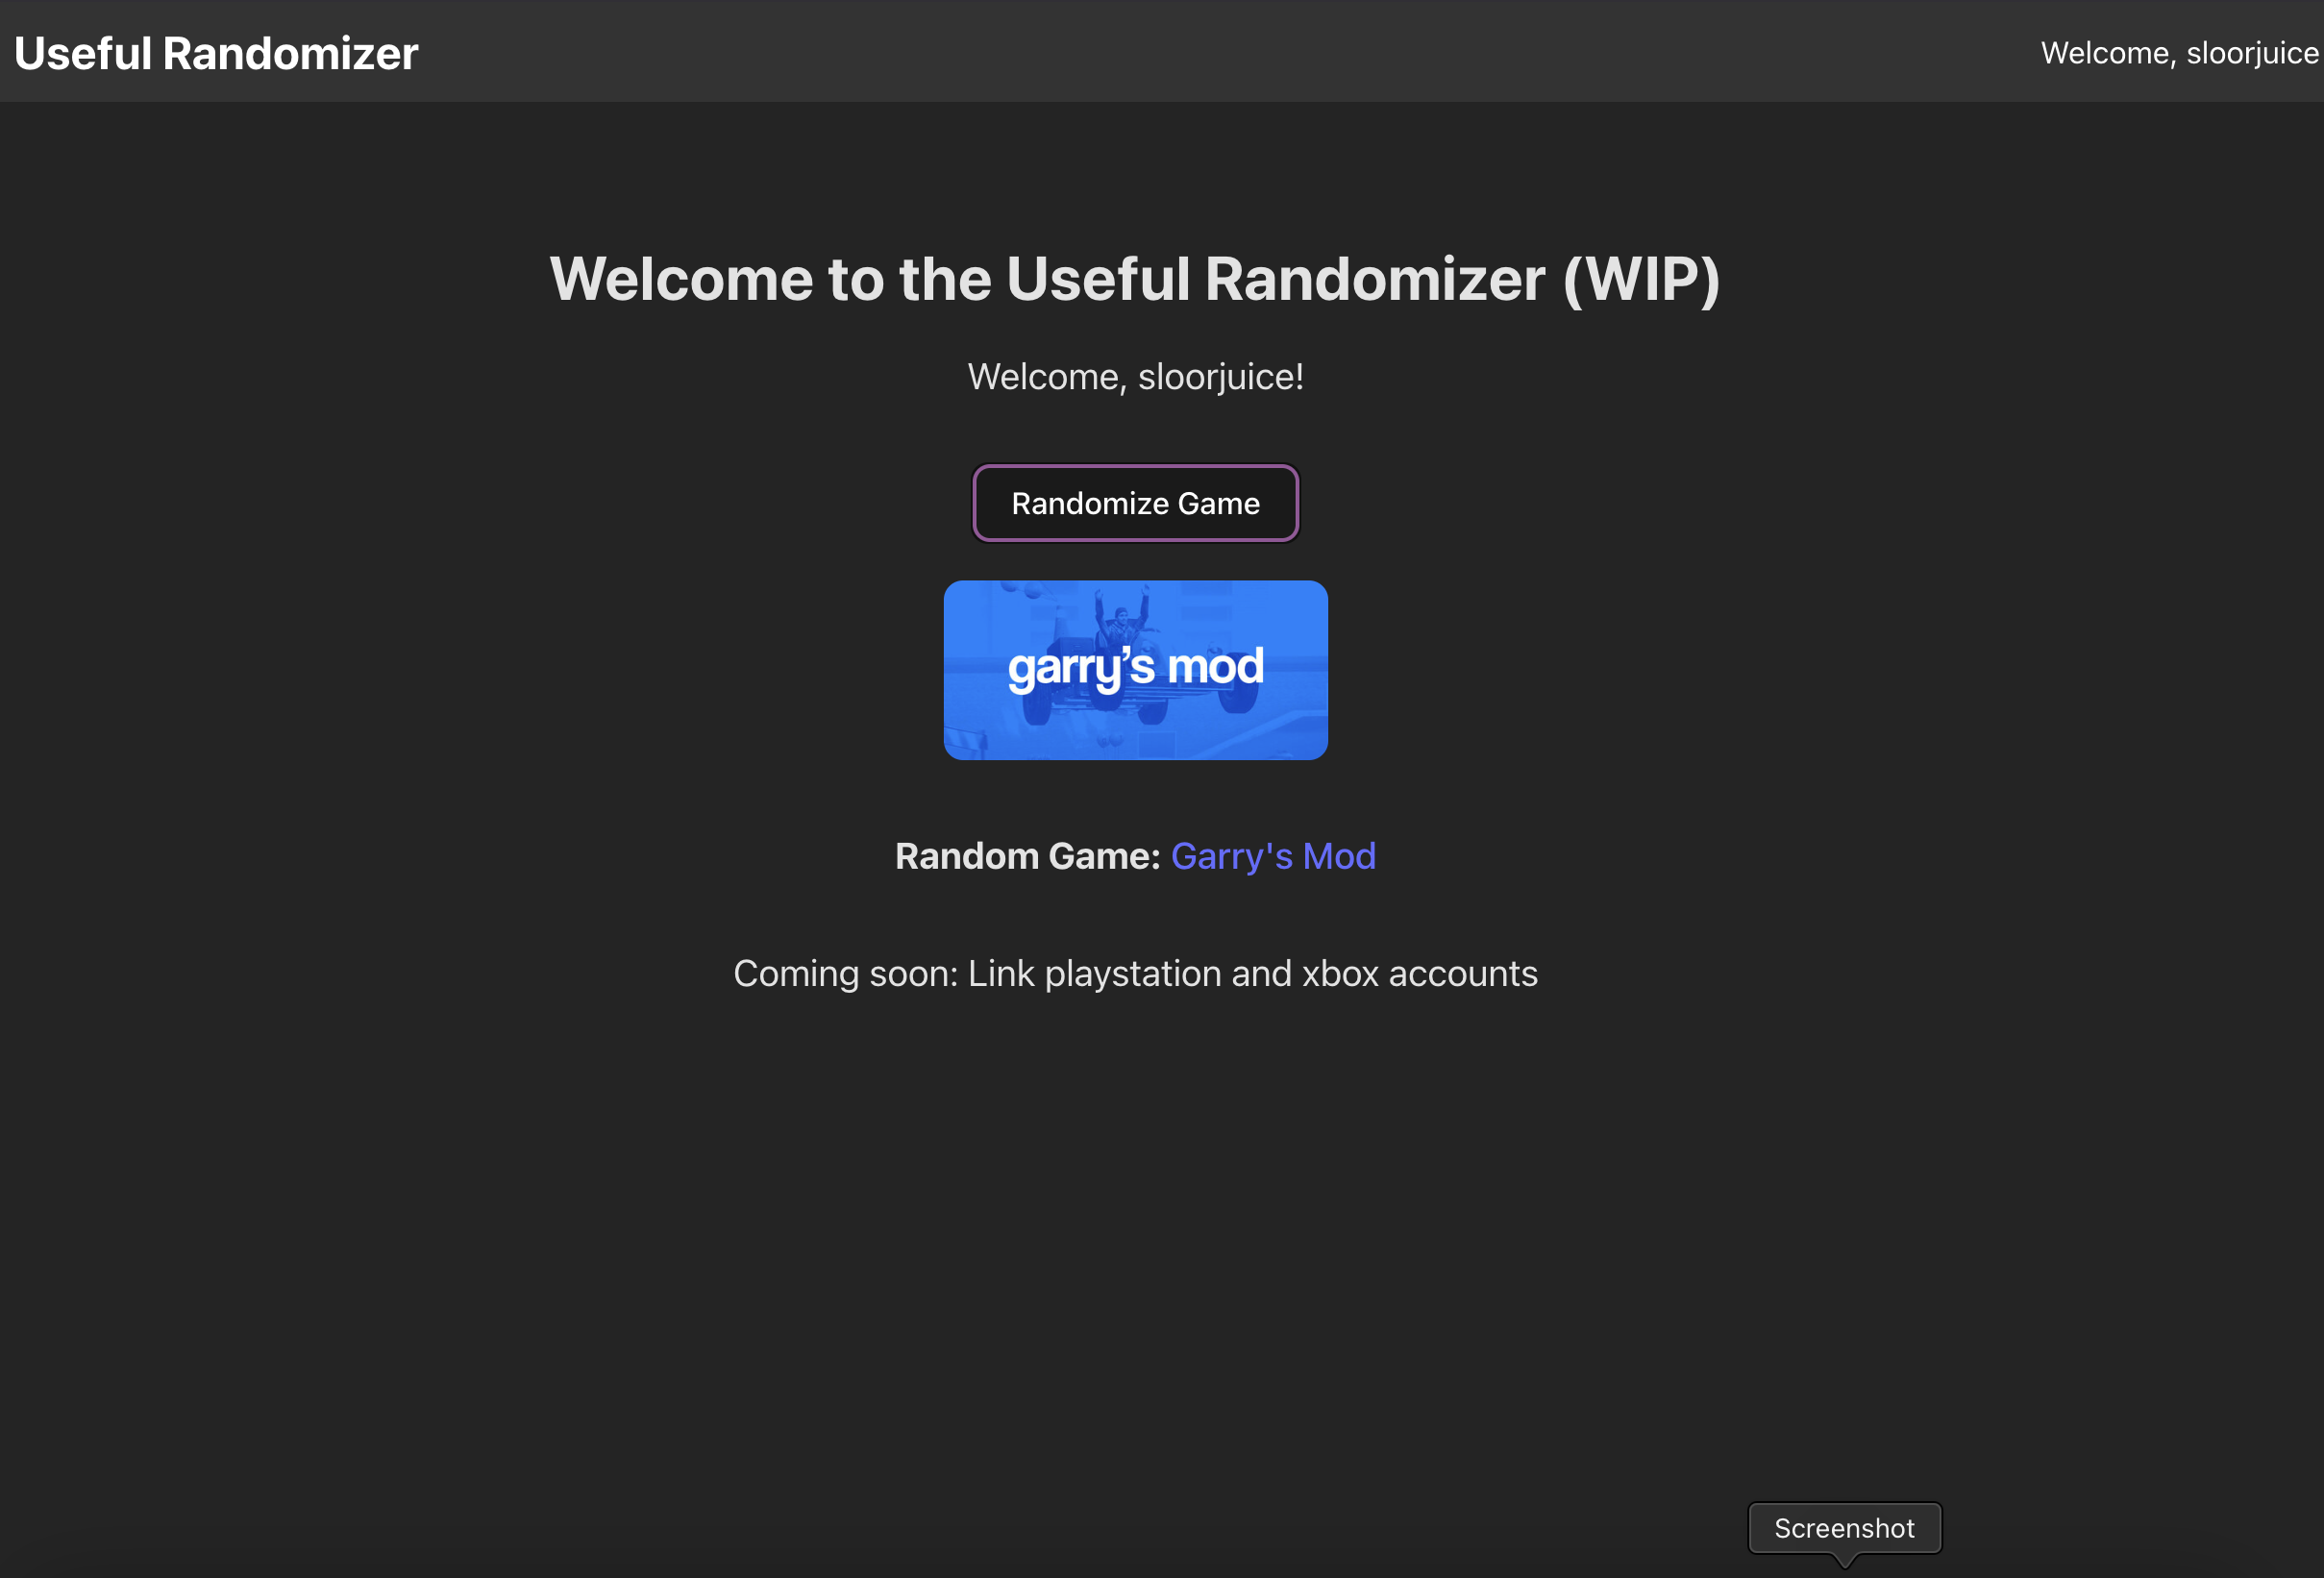 Useful Randomizer
Welcome, sloorjuice
Welcome to the Useful Randomizer (WIP)
Welcome, sloorjuice!
Randomize Game
garry's mod
Random Game: Garry's Mod
Coming soon: Link playstation and xbox accounts
Screenshot